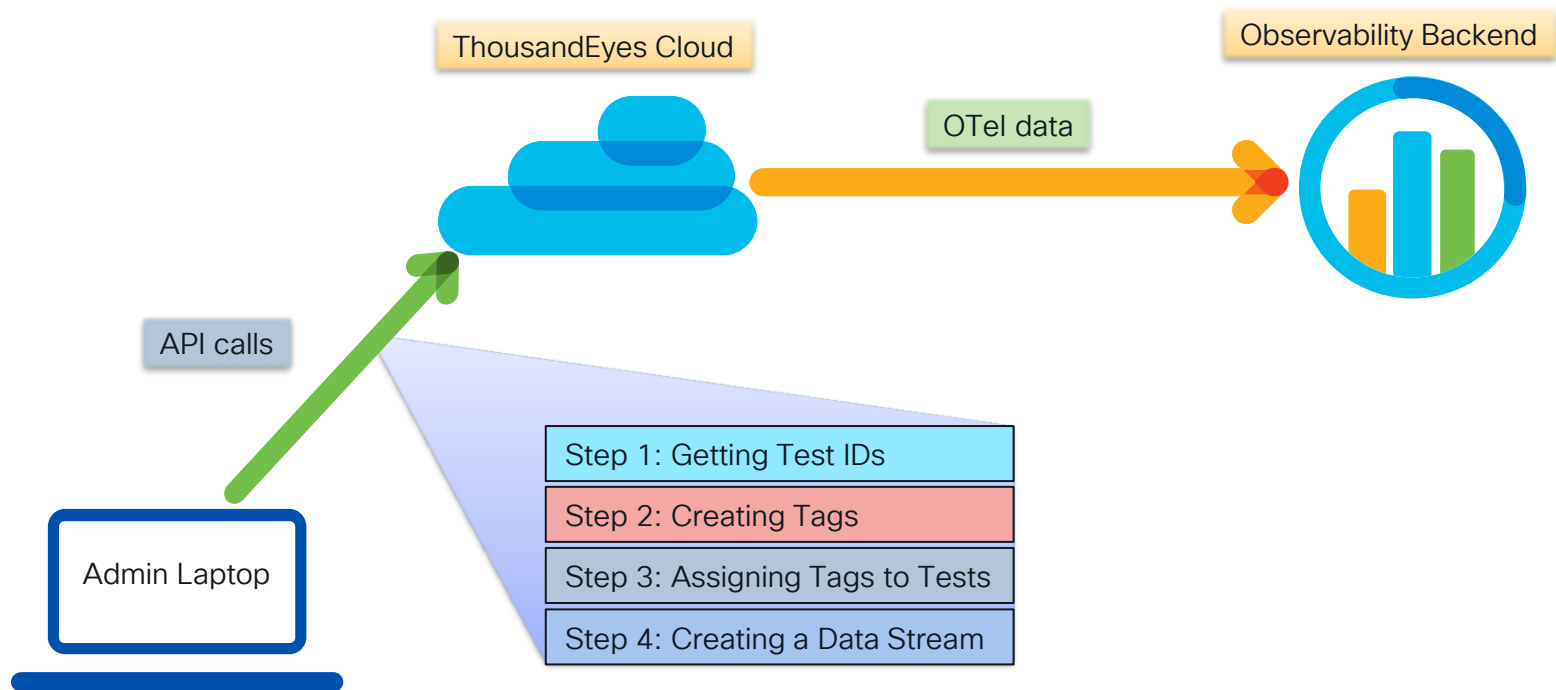 ThousandEyes Cloud
Observability Backend
OTel data
API calls
Step 1: Getting Test IDs
Step 2: Creating Tags
Step 3: Assigning Tags to Tests
Step 4: Creating a Data Stream
Admin Laptop